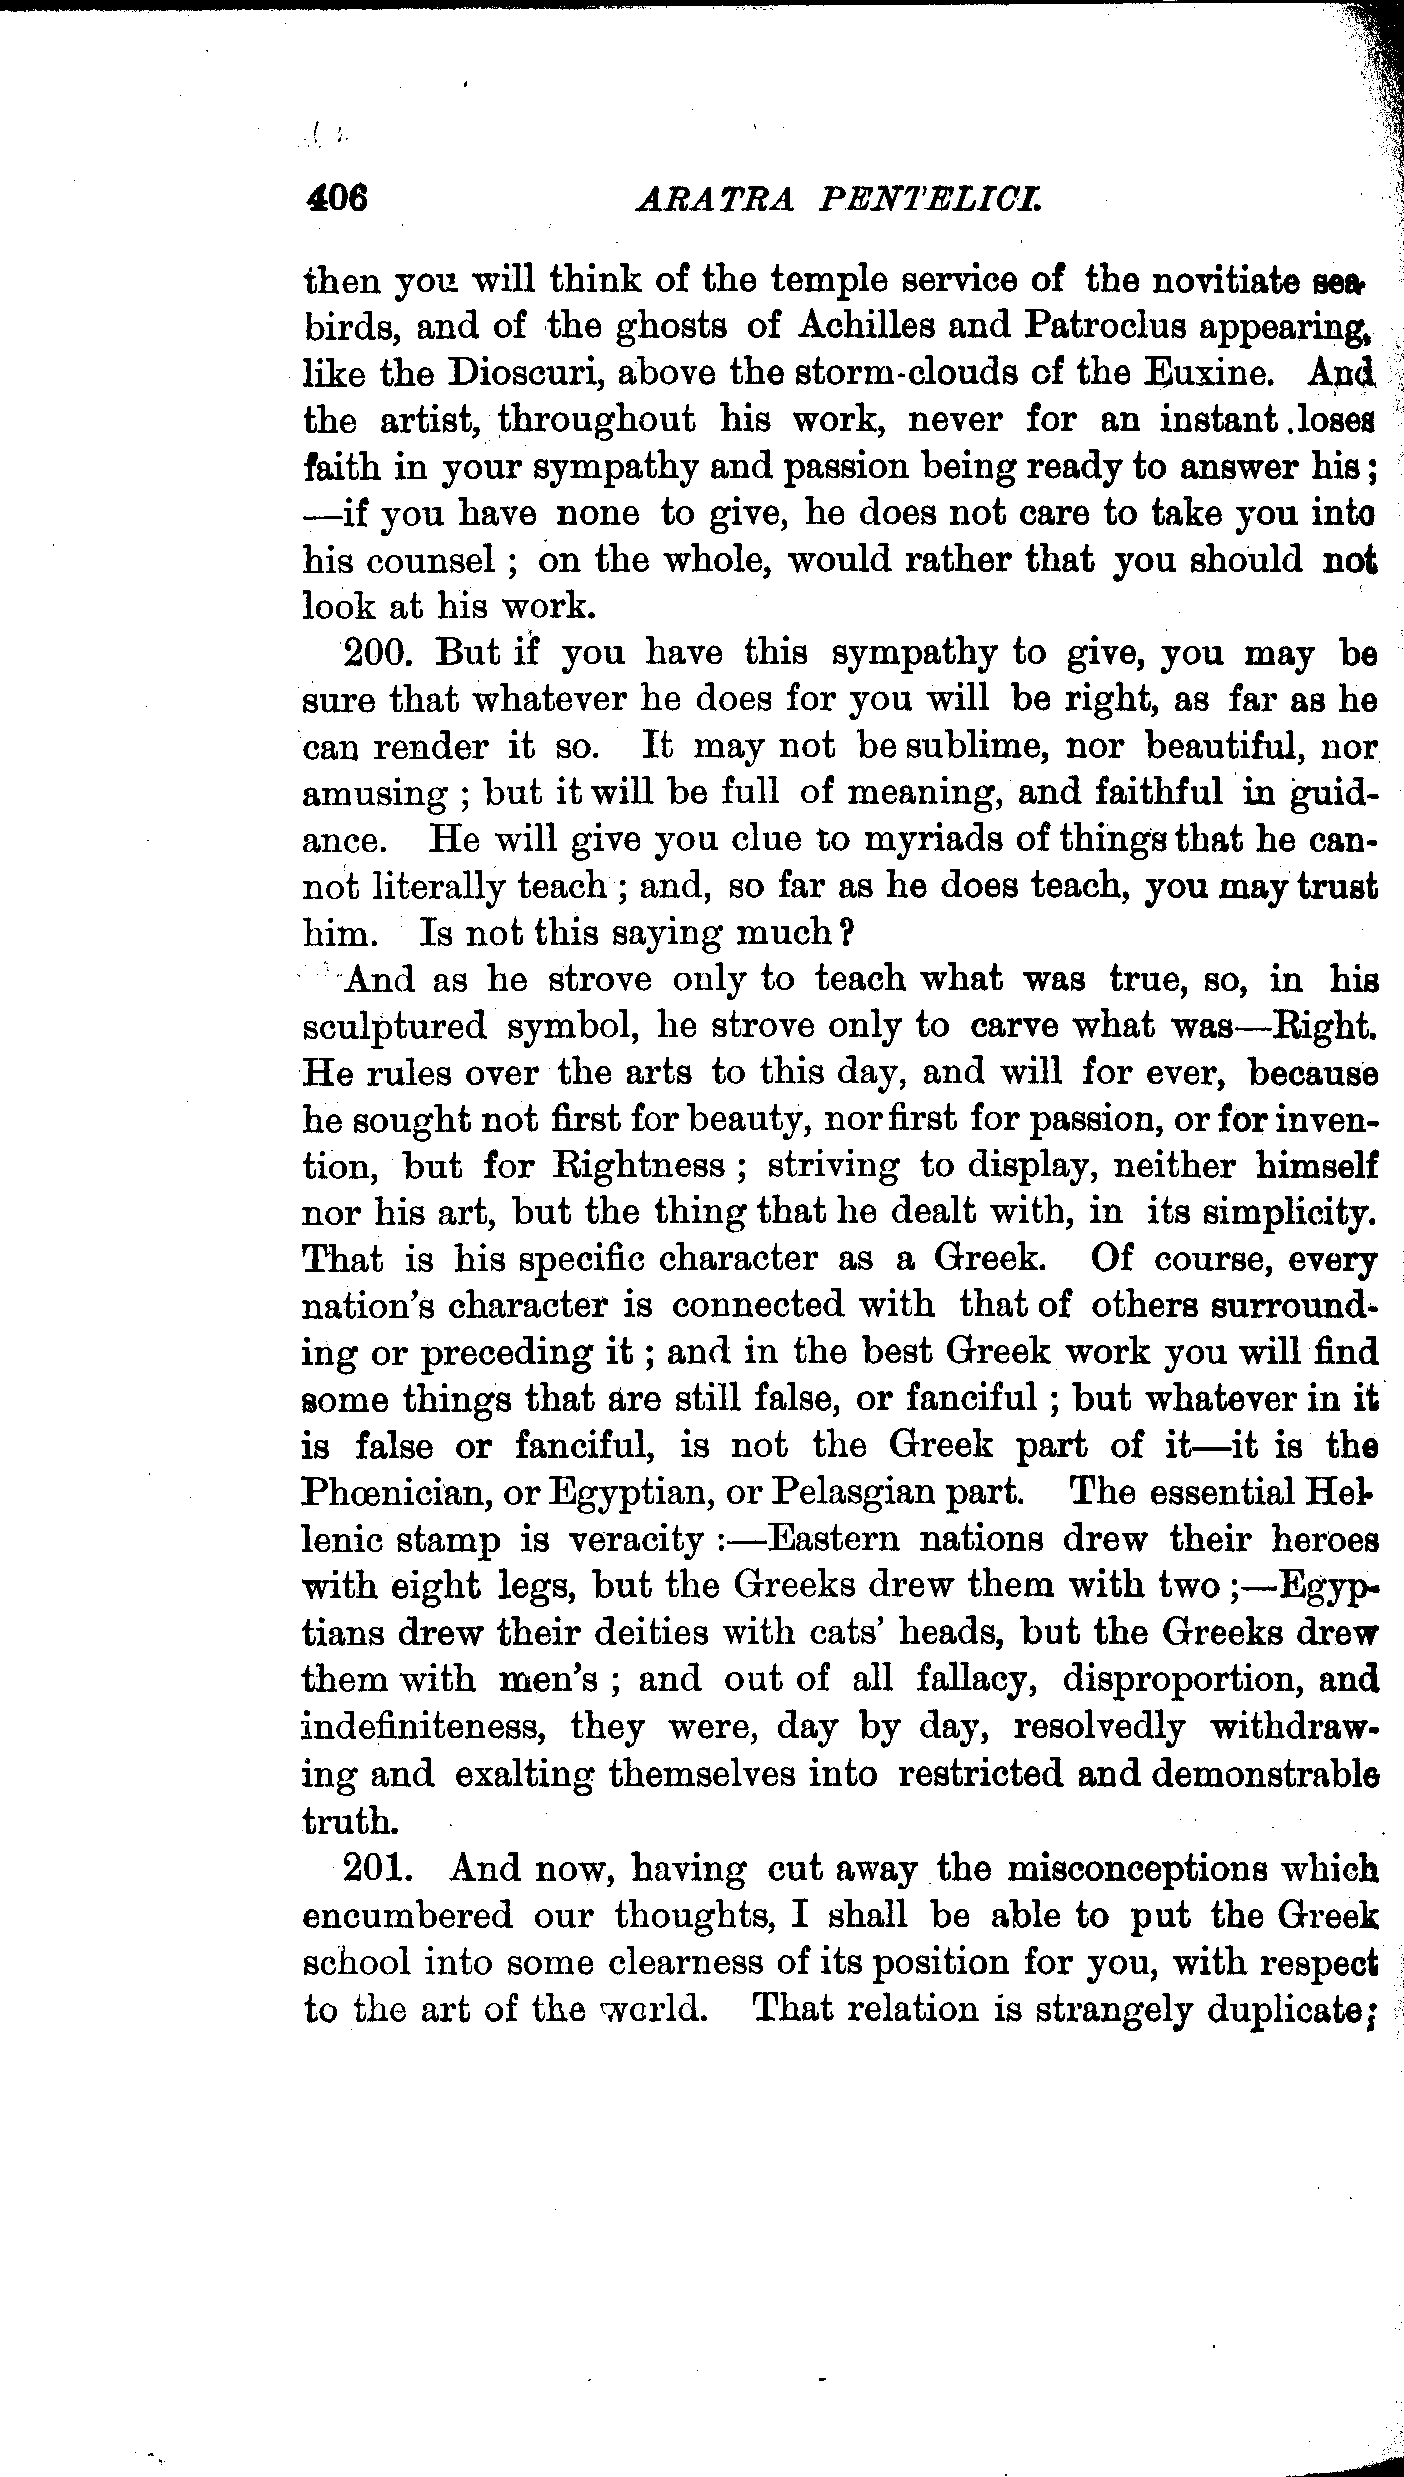 406 ARATRA PENTELICI.
then you will think of the temple service of the novitiate sea-
birds, and of the ghosts of Achilles and Patroclus appearing,
like the Dioscuri, above the storm-clouds of the Euxine. And
the artist, throughout his work, never for an instant loses
faith in your sympathy and passion being ready to answer his;
—if you have none to give, he does not care to take you into
his counsel; on the whole, would rather that you should not
look at his work.
200. But if you have this sympathy to give, you may be
sure that whatever he does for you will be right, as far as he
can render it so. It may not be sublime, nor beautiful, nor
amusing; but it will be full of meaning, and faithful in guid-
ance. He will give you clue to myriads of things that he can-
not literally teach; and, so far as he does teach, you may trust
him. Is not this saying much?
And as he strove only to teach what was true, so, in his
sculptured symbol, he strove only to carve what was—Right.
He rules over the arts to this day, and will for ever, because
he sought not first for beauty, nor first for passion, or for inven-
tion, but for Rightness; striving to display, neither himself
nor his art, but the thing that he dealt with, in its simplicity.
That is his specific character as a Greek. Of course, every
nation's character is connected with that of others surround-
ing or preceding it; and in the best Greek work you will find
some things that are still false, or fanciful; but whatever in it
is false or fanciful, is not the Greek part of it—it is the
Phœnician, or Egyptian, or Pelasgian part. The essential Hel-
lenic stamp is veracity:—Eastern nations drew their heroes
with eight legs, but the Greeks drew them with two;—Egyp-
tians drew their deities with cats' heads, but the Greeks drew
them with men's; and out of all fallacy, disproportion, and
indefiniteness, they were, day by day, resolvedly withdraw-
ing and exalting themselves into restricted and demonstrable
truth.
201. And now, having cut away the misconceptions which
encumbered our thoughts, I shall be able to put the Greek
school into some clearness of its position for you, with respect
to the art of the world. That relation is strangely duplicate;